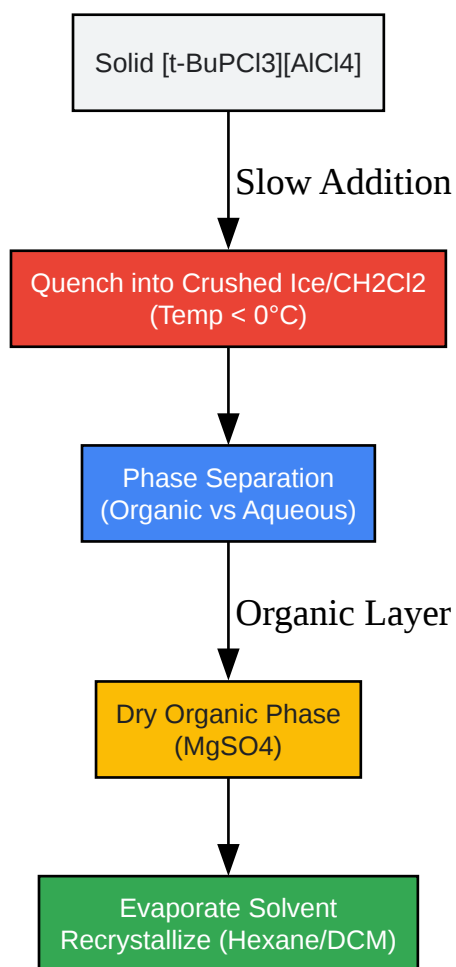 Solid [t-BuPCl3][AlCl4]
Slow Addition
Quench into Crushed Ice/CH2Cl2
(Temp < 0°C)
Phase Separation
(Organic vs Aqueous)
Organic Layer
Dry Organic Phase
(MgSO4)
Evaporate Solvent
Recrystallize (Hexane/DCM)